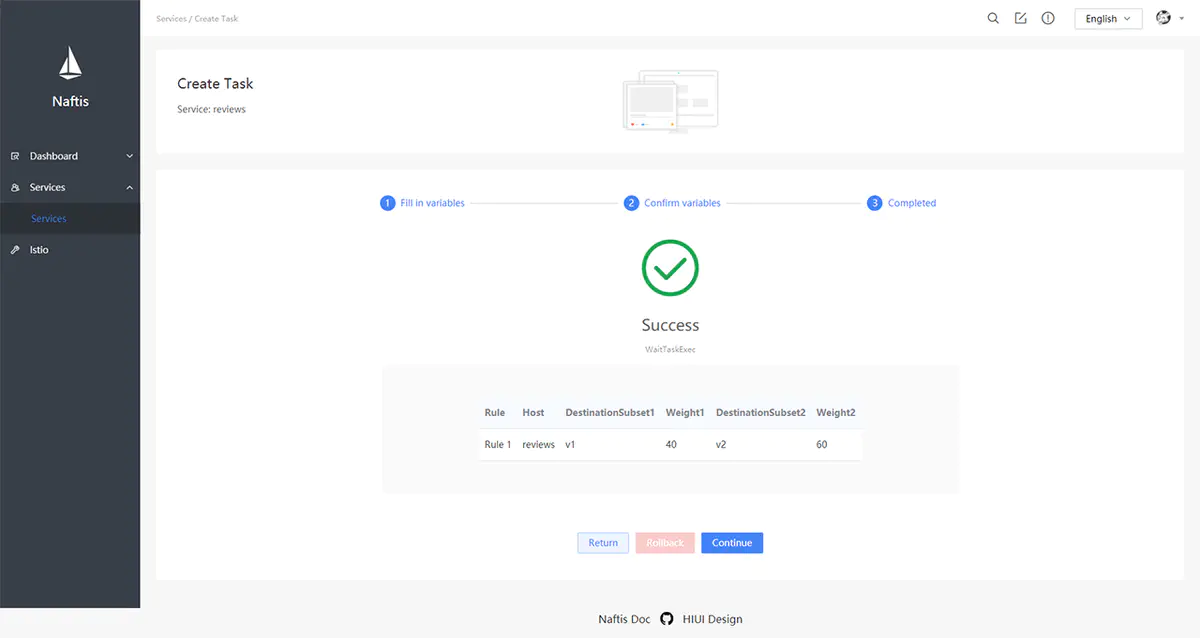 Services / Create Task
English
Naftis
Dashboard
Services
Services
Istio
Create Task
Service: reviews
1 Fill in variables
2 Confirm variables
3 Completed
Success
WaitTaskExec
Rule Host DestinationSubset1 Weight1 DestinationSubset2 Weight2
Rule 1 reviews v1 40 v2 60
Return Rollback Continue
Naftis Doc HIUI Design